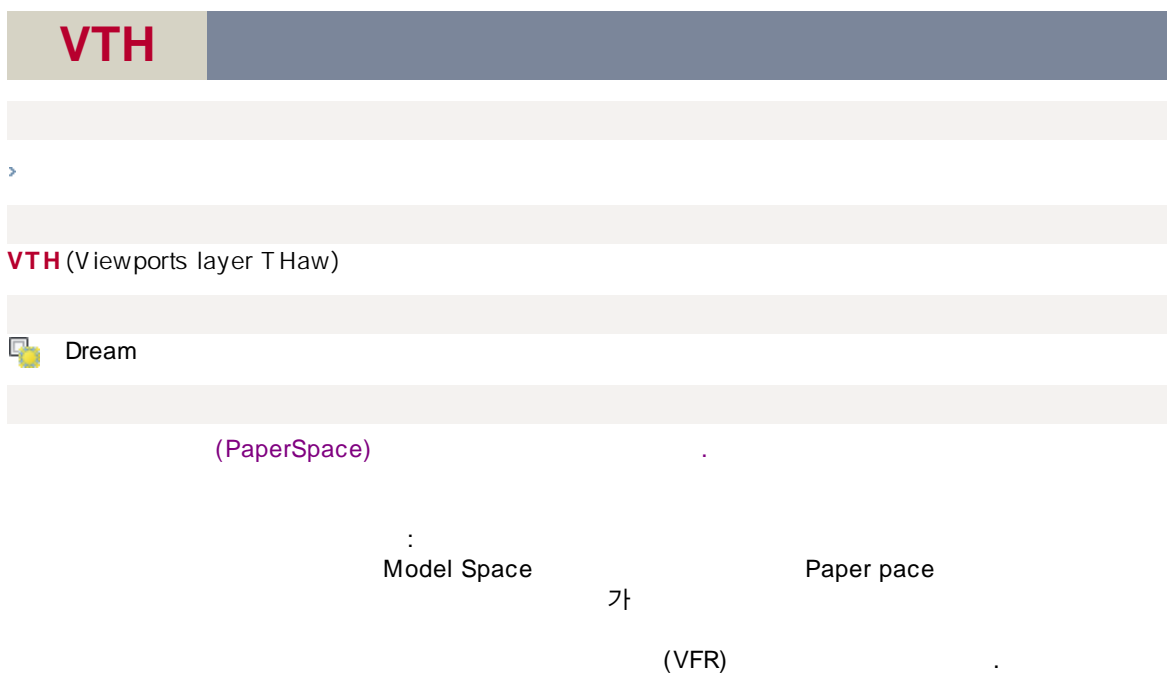 VTH
VTH (Viewports layer THaw)
Dream
(PaperSpace) .
:
Model Space Paper pace
가
(VFR) .